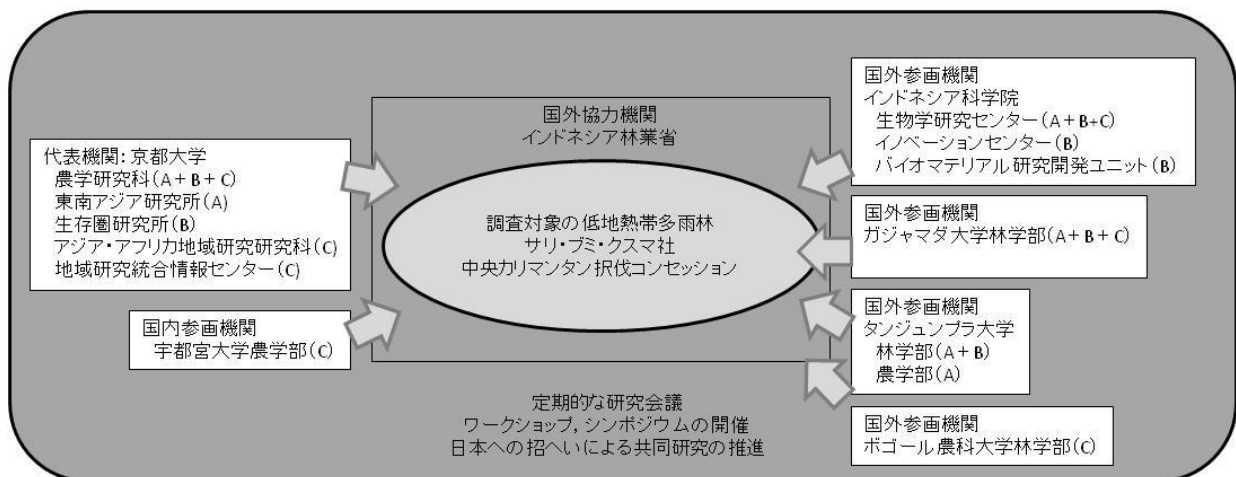 代表機関:京都大学
農学研究科(A+B+C)
東南アジア研究所(A)
生存圏研究所(B)
アジア・アフリカ地域研究研究科(C)
地域研究統合情報センター(C)
国内参画機関
宇都宮大学農学部(C)
国外協力機関
インドネシア林業省
調査対象の低地熱帯多雨林
サリ・ブミ・クスマ社
中央カリマンタン択伐コンセッション
定期的な研究会議
ワークショップ,シンポジウムの開催
日本への招へいによる共同研究の推進
国外参画機関
インドネシア科学院
生物学研究センター(A+B+C)
イノベーションセンター(B)
バイオマテリアル研究開発ユニット(B)
国外参画機関
ガジャマダ大学林学部(A+B+C)
国外参画機関
タンジュンプラ大学
林学部(A+B)
農学部(A)
国外参画機関
ボゴール農科大学林学部(C)